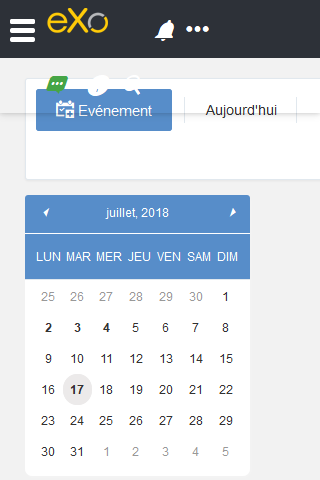 eXo
Evénement
Aujourd'hui
juillet, 2018
LUN MAR MER JEU VEN SAM DIM
25 26 27 28 29 30 1
2 3 4 5 6 7 8
9 10 11 12 13 14 15
16 17 18 19 20 21 22
23 24 25 26 27 28 29
30 31 1 2 3 4 5